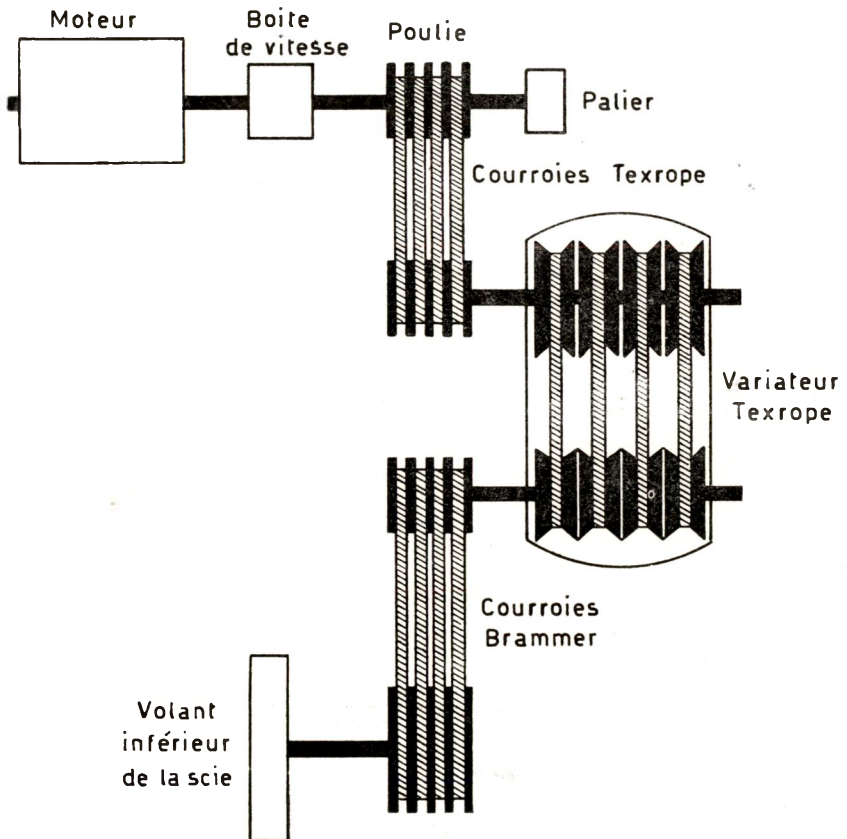 Moteur
Boite
de vitesse
Poulie
Palier
Courroies Texrope
Variateur
Texrope
Courroies
Brammer
Volant
inférieur
de la scie